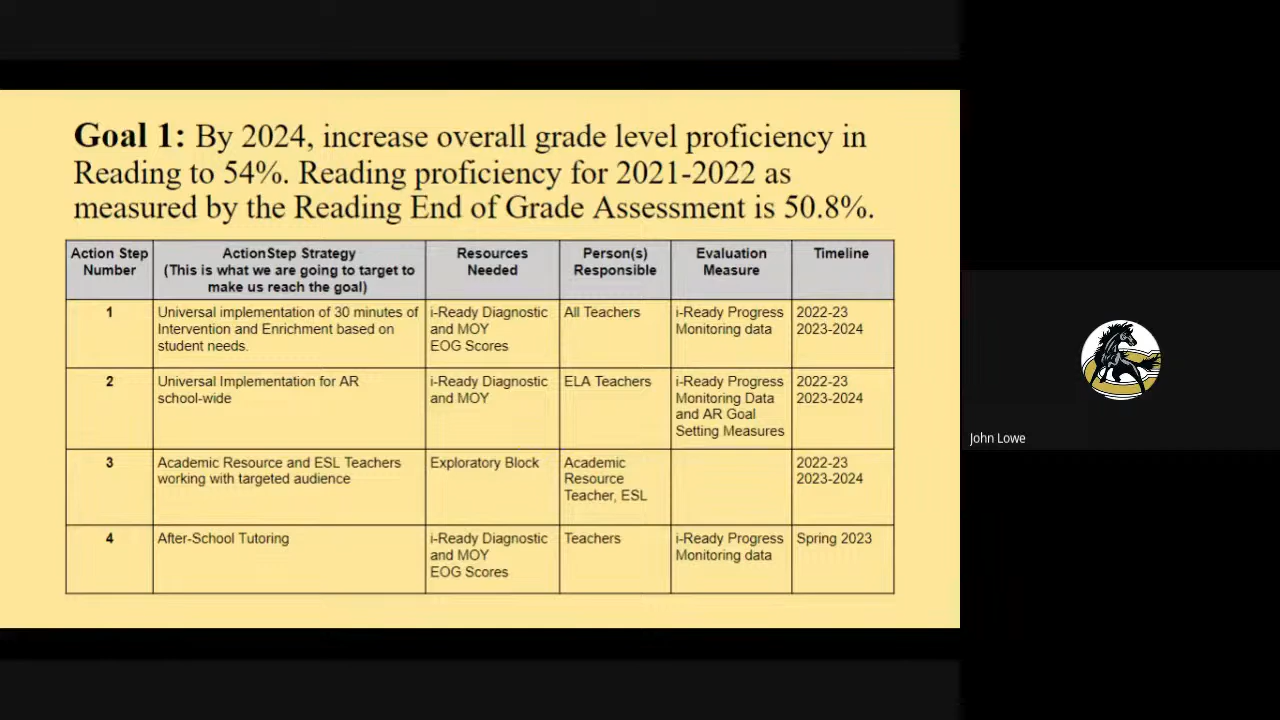 Goal 1: By 2024, increase overall grade level proficiency in
Reading to 54%. Reading proficiency for 2021-2022 as
measured by the Reading End of Grade Assessment is 50.8%.
Action Step
Number
ActionStep Strategy
(This is what we are going to target to
make us reach the goal)
Resources
Needed
Person(s)
Responsible
Evaluation
Measure
Timeline
1
Universal implementation of 30 minutes of
Intervention and Enrichment based on
student needs.
i-Ready Diagnostic
and MOY
EOG Scores
All Teachers
i-Ready Progress
Monitoring data
2022-23
2023-2024
2
Universal Implementation for AR
school-wide
i-Ready Diagnostic
and MOY
ELA Teachers
i-Ready Progress
Monitoring Data
and AR Goal
Setting Measures
2022-23
2023-2024
3
Academic Resource and ESL Teachers
working with targeted audience
Exploratory Block
Academic
Resource
Teacher, ESL
2022-23
2023-2024
4
After-School Tutoring
i-Ready Diagnostic
and MOY
EOG Scores
Teachers
i-Ready Progress
Monitoring data
Spring 2023
John Lowe